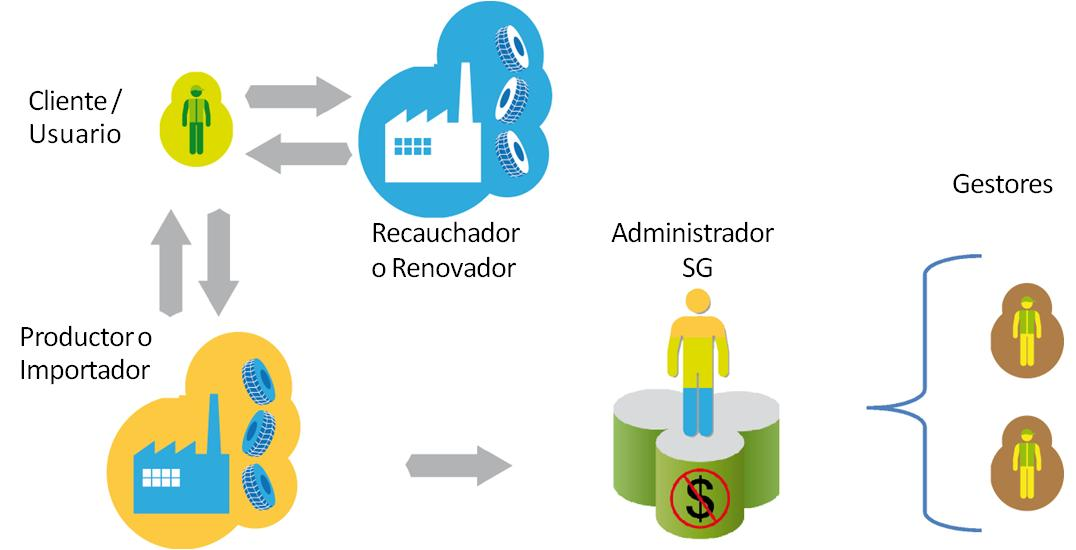 Cliente /
Usuario
Recauchador
o Renovador
Productor o
Importador
Administrador
SG
$
Gestores